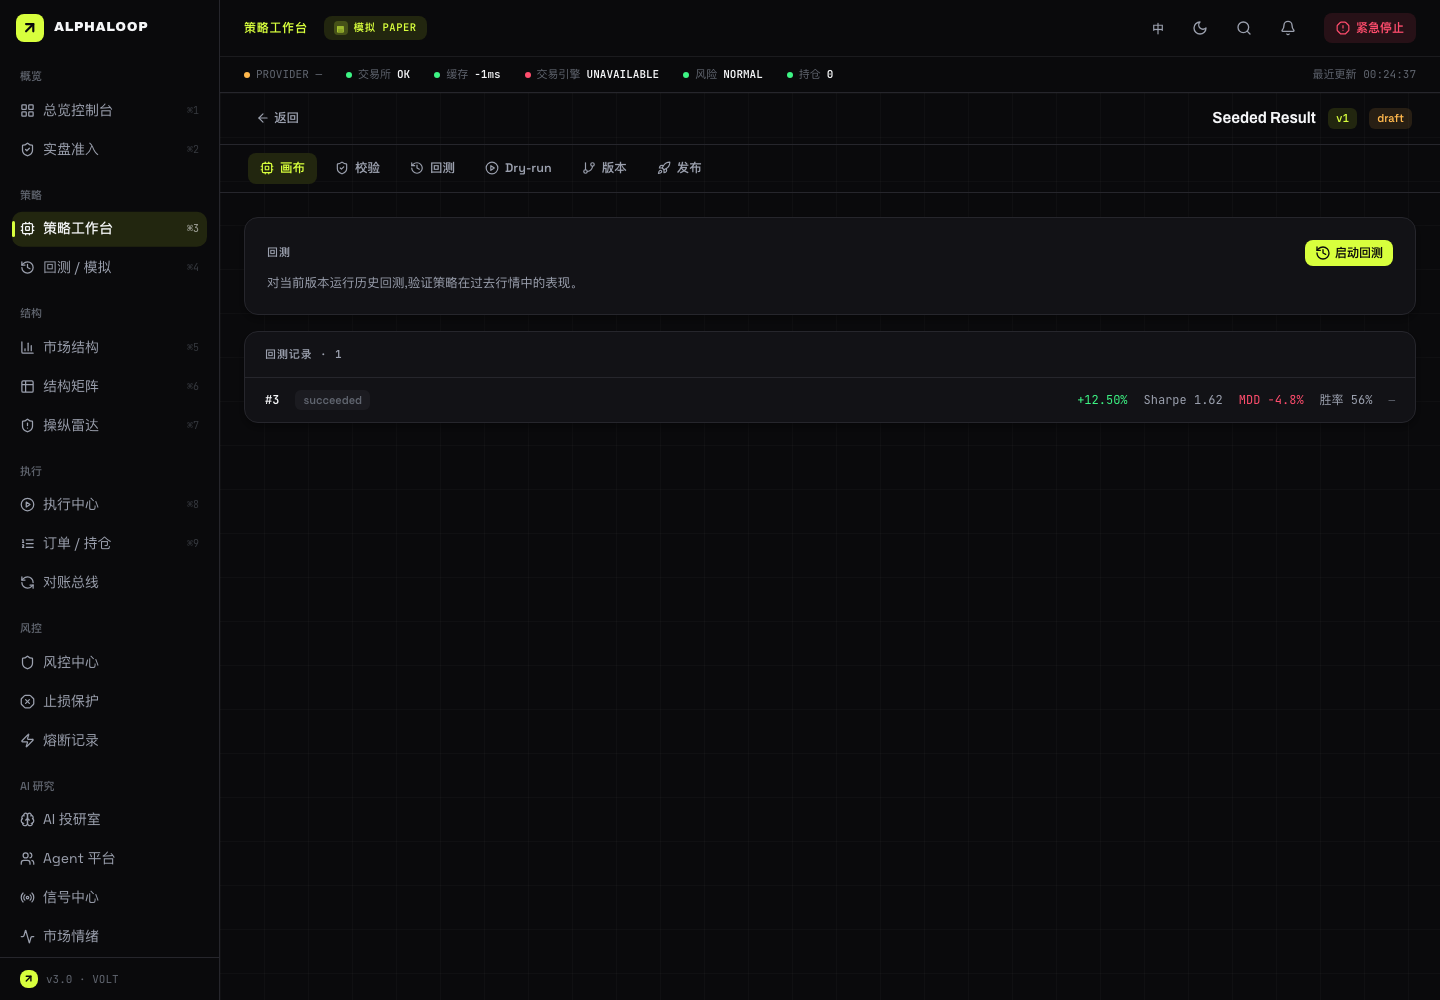 ALPHALOOP
概览
总览控制台 ⌘1
实盘准入 ⌘2
策略
策略工作台 ⌘3
回测 / 模拟 ⌘4
结构
市场结构 ⌘5
结构矩阵 ⌘6
操纵雷达 ⌘7
执行
执行中心 ⌘8
订单 / 持仓 ⌘9
对账总线
风控
风控中心
止损保护
熔断记录
AI 研究
AI 投研室
Agent 平台
信号中心
市场情绪
v3.0 · VOLT
策略工作台 模拟 PAPER 中 紧急停止
PROVIDER — 交易所 OK 缓存 -1ms 交易引擎 UNAVAILABLE 风险 NORMAL 持仓 0 最近更新 00:24:37
返回 Seeded Result v1 draft
画布 校验 回测 Dry-run 版本 发布
回测 启动回测
对当前版本运行历史回测,验证策略在过去行情中的表现。
回测记录 · 1
#3 succeeded +12.50% Sharpe 1.62 MDD -4.8% 胜率 56% —